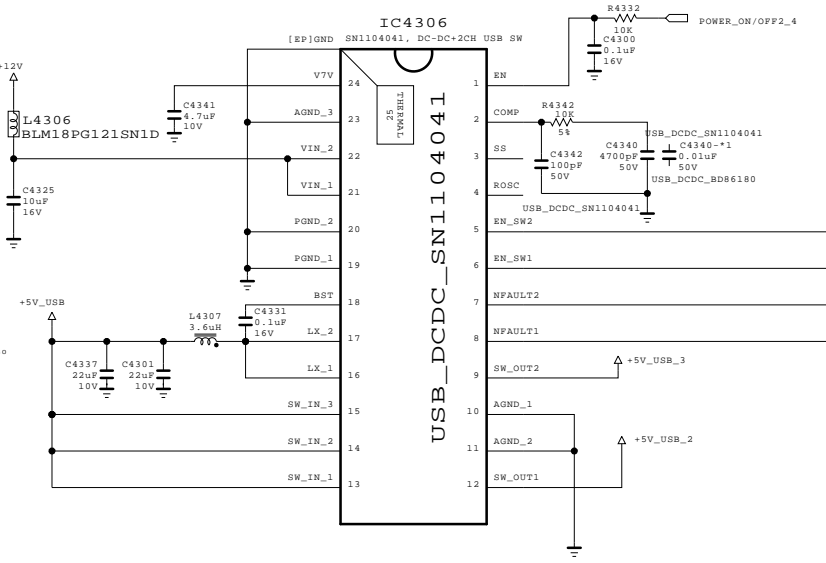 IC4306
SN1104041, DC-DC+2CH USB SW
[EP]GND
R4332
10K
POWER_ON/OFF2_4
C4300
0.1uF
16V
+12V
L4306
BLM18PG121SN1D
C4325
10uF
16V
C4341
4.7uF
10V
V7V
24
AGND_3
23
VIN_2
22
VIN_1
21
PGND_2
20
PGND_1
19
BST
18
LX_2
17
LX_1
16
SW_IN_3
15
SW_IN_2
14
SW_IN_1
13
THERMAL
25
USB_DCDC_SN1104041
1
EN
2
COMP
3
SS
4
ROSC
5
EN_SW2
6
EN_SW1
7
NFAULT2
8
NFAULT1
9
SW_OUT2
10
AGND_1
11
AGND_2
12
SW_OUT1
R4342
10K
5%
C4342
100pF
50V
C4340
4700pF
50V
USB_DCDC_SN1104041
C4340-*1
0.01uF
50V
USB_DCDC_BD86180
USB_DCDC_SN1104041
+5V_USB
L4307
3.6uH
C4331
0.1uF
16V
C4337
22uF
10V
C4301
22uF
10V
+5V_USB_3
+5V_USB_2